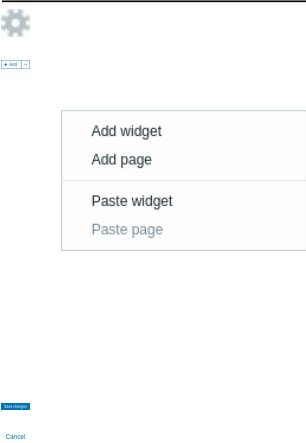 + Add
Add widget
Add page
Paste widget
Paste page
Save changes
Cancel